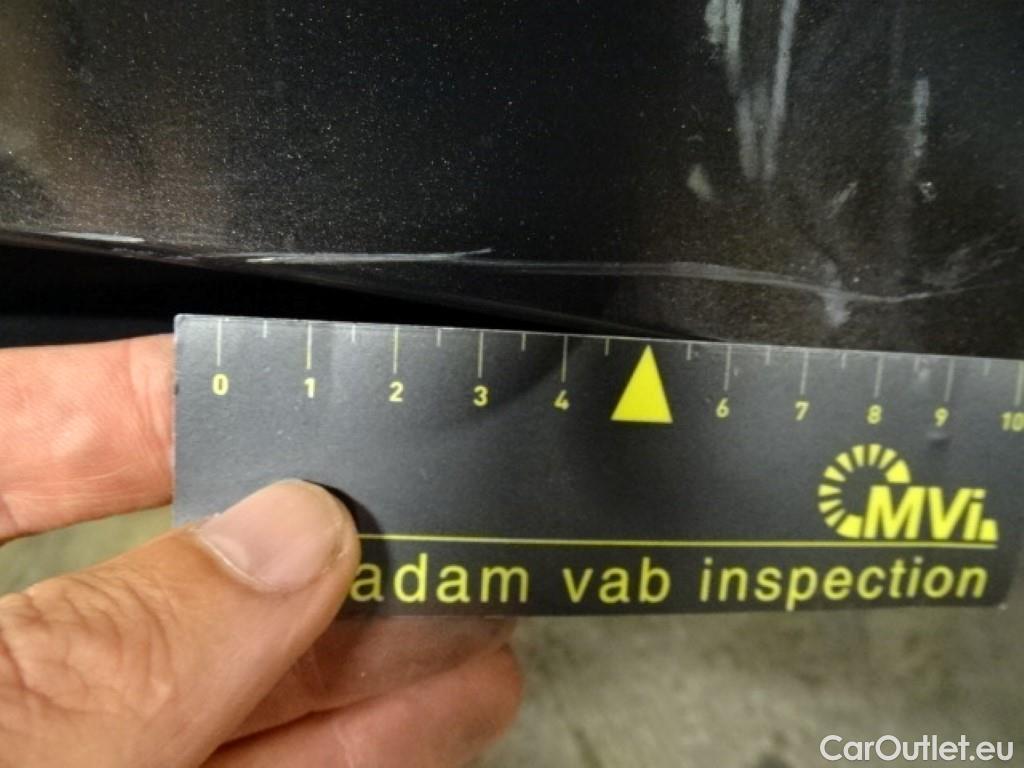 0 1 2 3 4 6 7 8 9 10
MVi
adam vab inspection
CarOutlet.eu